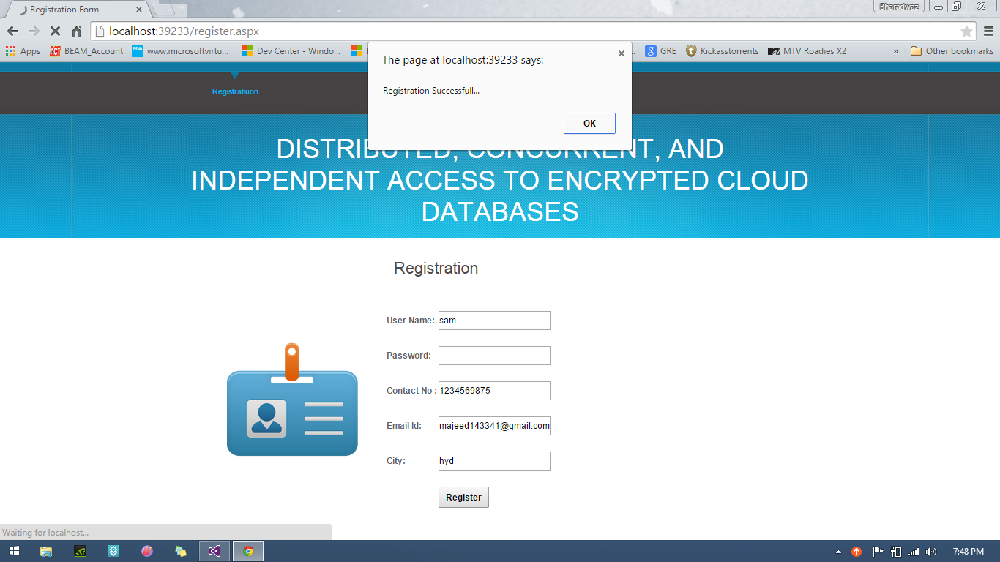 Registration Form
Bharadwaz
localhost:39233/register.aspx
Apps
ACT BEAM_Account
MVA www.microsoftvirtu...
Dev Center - Windo...
GRE
Kickasstorrents
MTV Roadies X2
»
Other bookmarks
The page at localhost:39233 says:
Registration Successfull...
OK
Registratiuon
DISTRIBUTED, CONCURRENT, AND
INDEPENDENT ACCESS TO ENCRYPTED CLOUD
DATABASES
Registration
User Name: sam
Password:
Contact No : 1234569875
Email Id: majeed143341@gmail.com
City: hyd
Register
Waiting for localhost...
7:48 PM